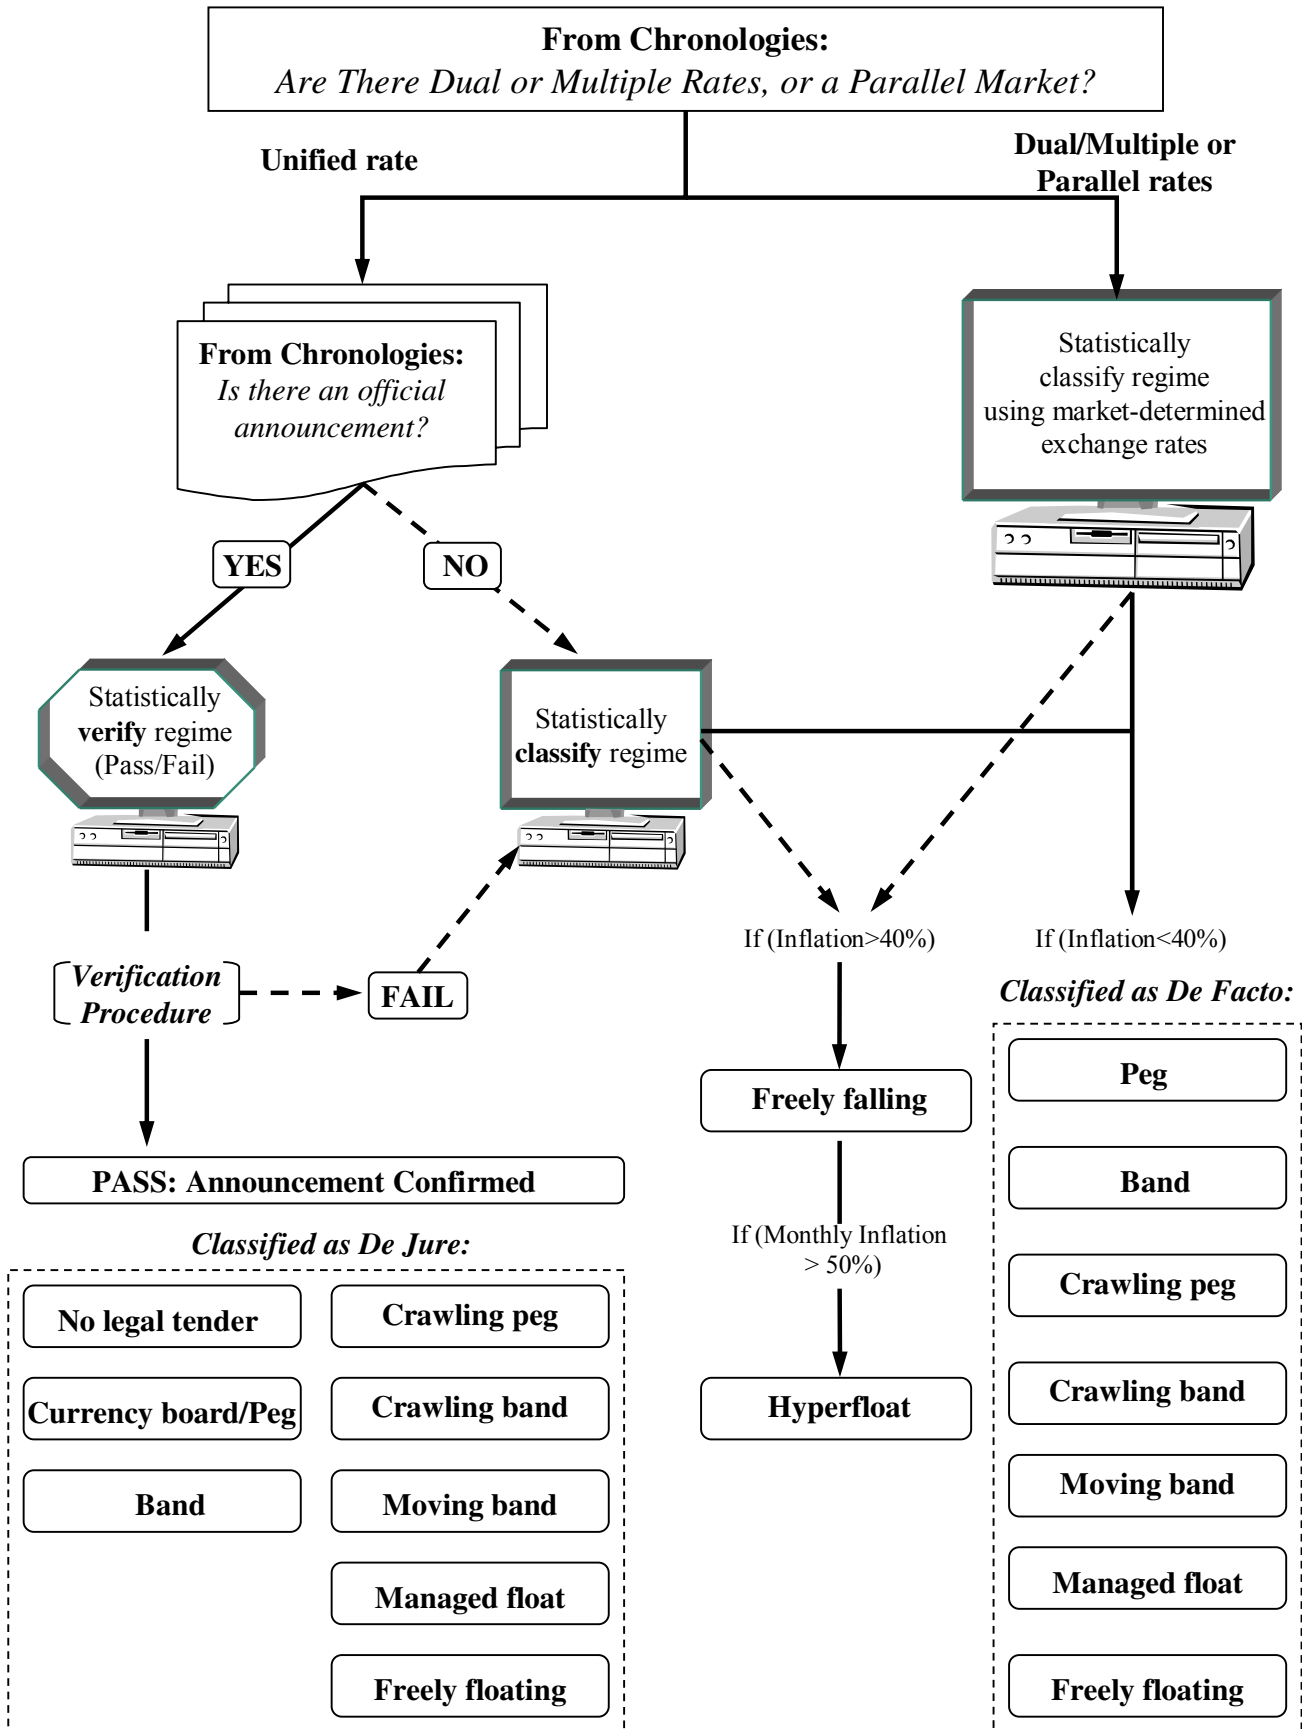 From Chronologies:
Are There Dual or Multiple Rates, or a Parallel Market?
Unified rate
Dual/Multiple or
Parallel rates
From Chronologies:
Is there an official
announcement?
Statistically
classify regime
using market-determined
exchange rates
YES
NO
Statistically
verify regime
(Pass/Fail)
Statistically
classify regime
If (Inflation>40%)
If (Inflation<40%)
Verification
Procedure
FAIL
Classified as De Facto:
Peg
Freely falling
Band
PASS: Announcement Confirmed
If (Monthly Inflation
> 50%)
Classified as De Jure:
No legal tender
Crawling peg
Crawling peg
Currency board/Peg
Crawling band
Hyperfloat
Crawling band
Band
Moving band
Moving band
Managed float
Managed float
Freely floating
Freely floating